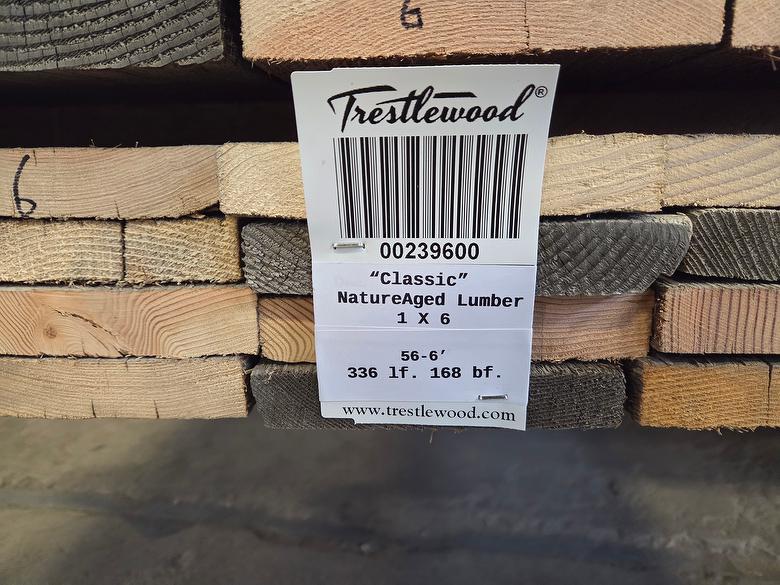 6
Trestlewood®
6
00239600
“Classic”
NatureAged Lumber
1 X 6
56-6’
336 lf. 168 bf.
www.trestlewood.com